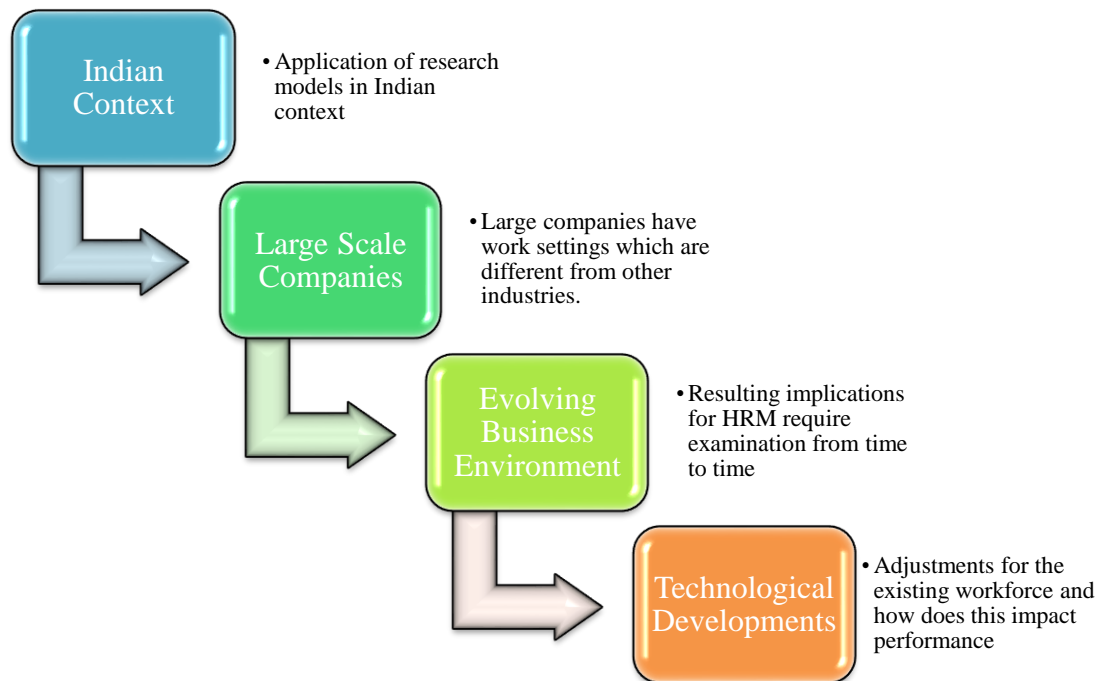 Indian
Context
• Application of research
models in Indian
context
Large Scale
Companies
• Large companies have
work settings which are
different from other
industries.
Evolving
Business
Environment
• Resulting implications
for HRM require
examination from time
to time
Technological
Developments
• Adjustments for the
existing workforce and
how does this impact
performance